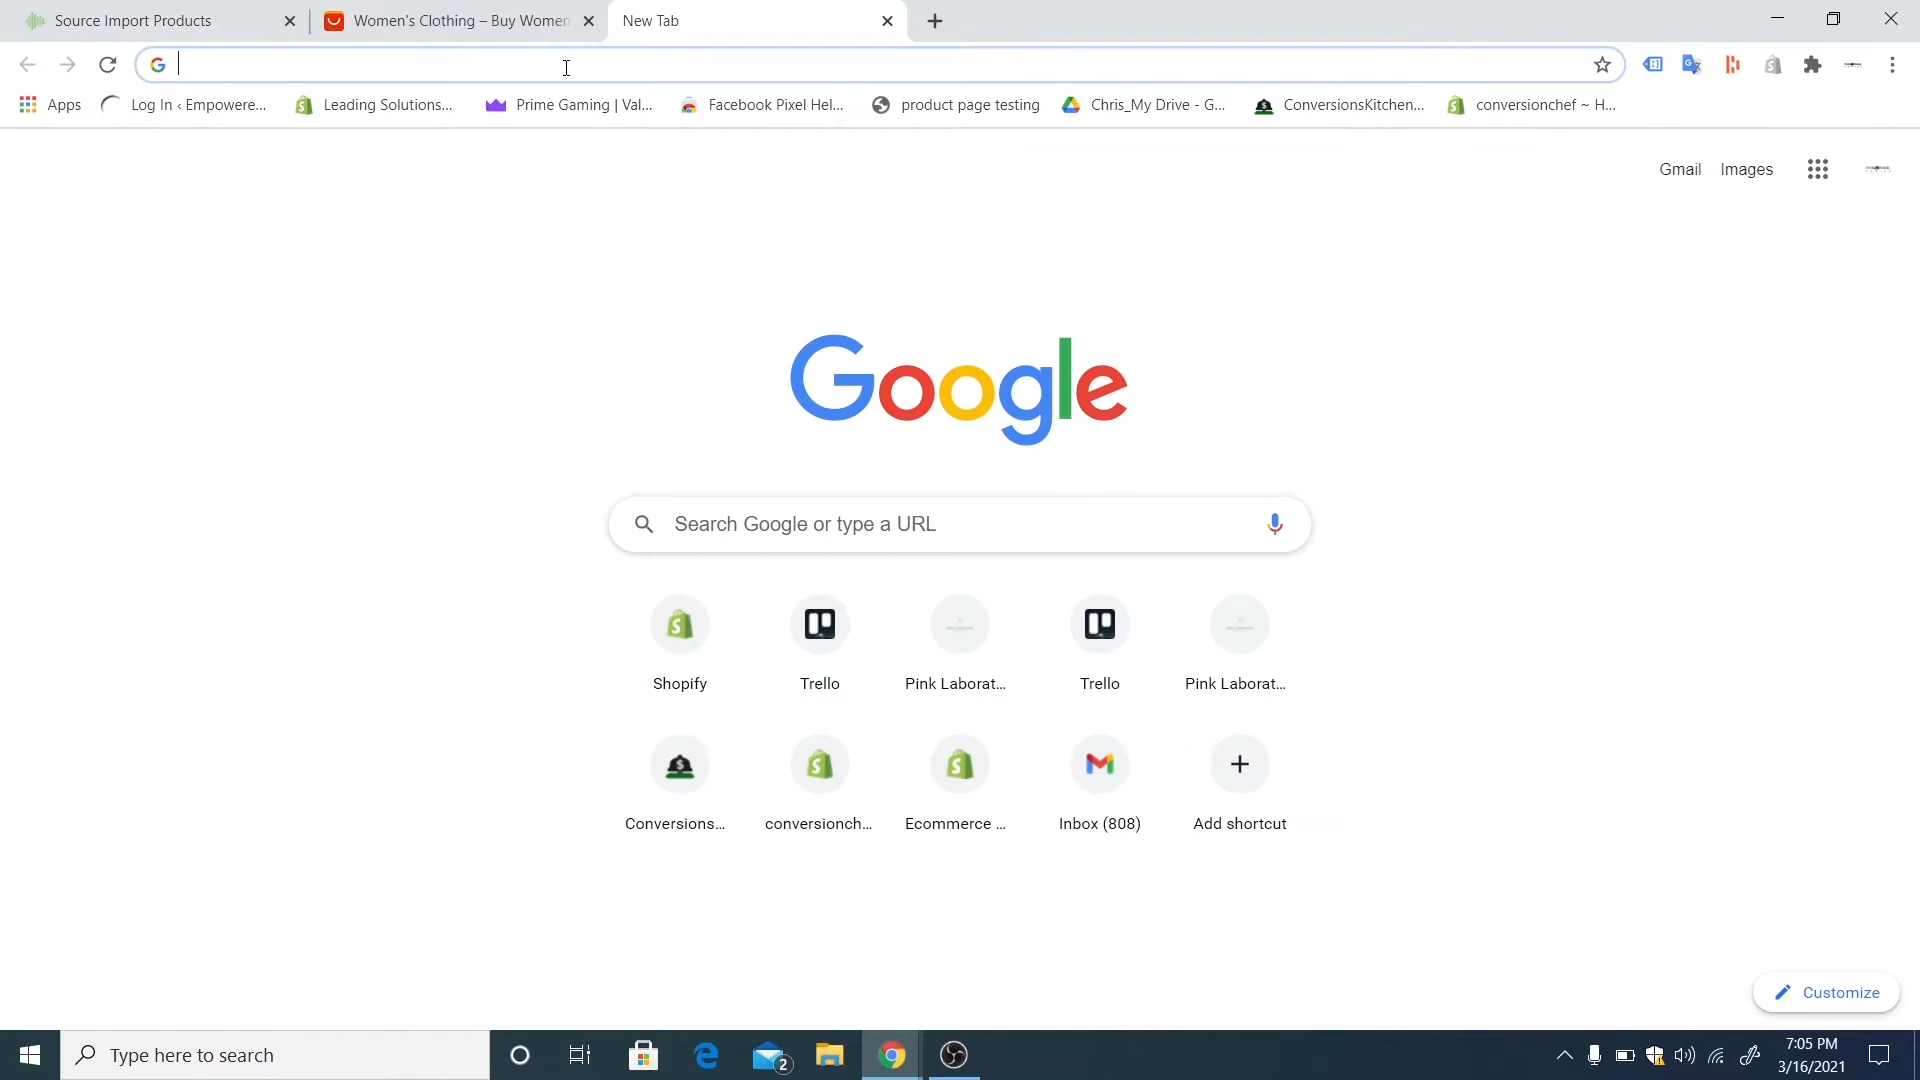 Source Import Products
Women's Clothing – Buy Women
New Tab
Apps
Log In ‹ Empowere...
Leading Solutions...
Prime Gaming | Val...
Facebook Pixel Hel...
product page testing
Chris_My Drive - G...
ConversionsKitchen...
conversionchef ~ H...
Gmail
Images
Google
Search Google or type a URL
Shopify
Trello
Pink Laborat...
Trello
Pink Laborat...
Conversions...
conversionch...
Ecommerce ...
Inbox (808)
Add shortcut
Customize
Type here to search
2
7:05 PM
3/16/2021